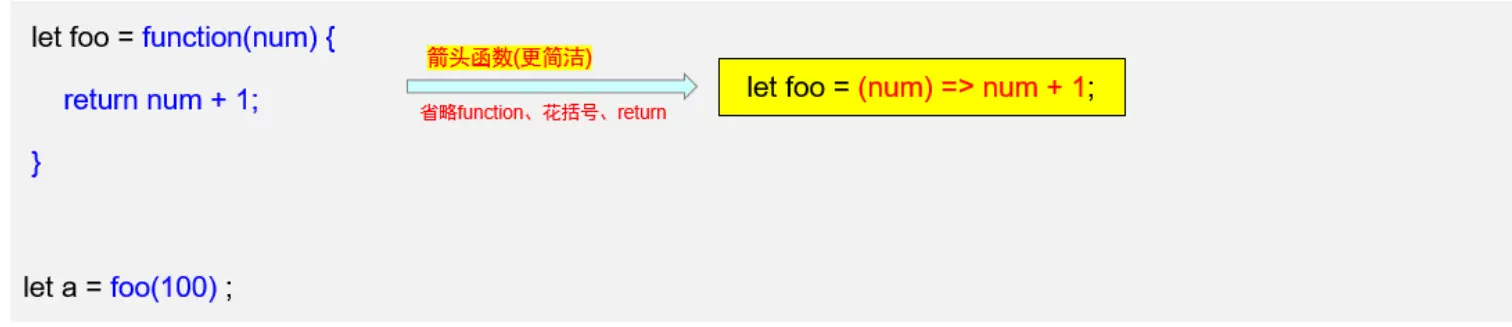 let foo = function(num) {
return num + 1;
}
箭头函数(更简洁)
省略function、花括号、return
let foo = (num) => num + 1;
let a = foo(100) ;